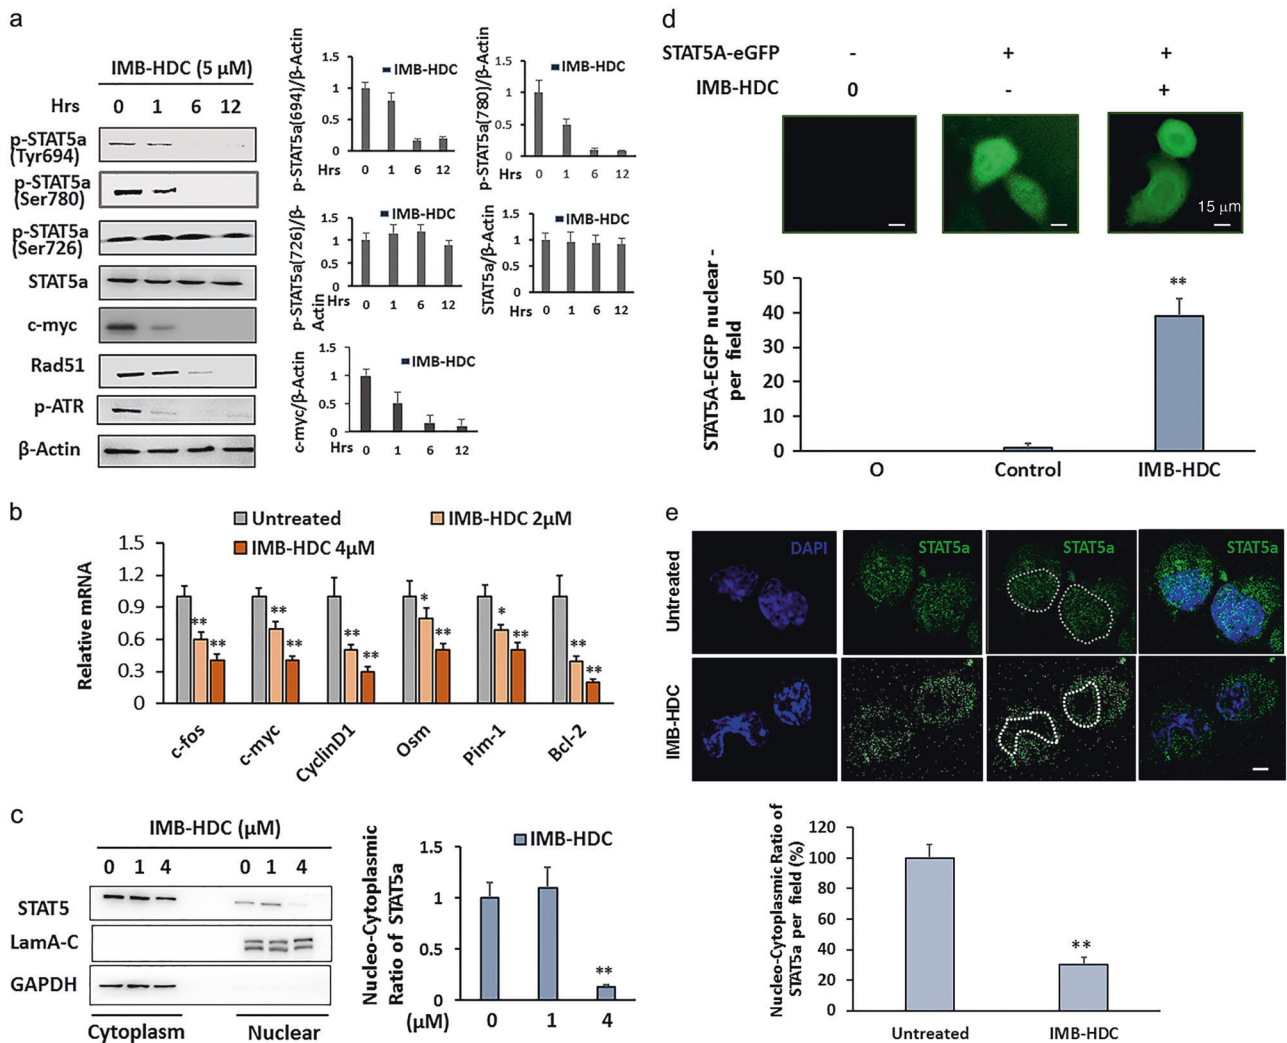 a
IMB-HDC (5 μM)
Hrs 0 1 6 12
p-STAT5a
(Tyr694)
p-STAT5a
(Ser780)
p-STAT5a
(Ser726)
STAT5a
c-myc
Rad51
p-ATR
β-Actin
p-STAT5a(694)/β-Actin
1.5
1
0.5
0
IMB-HDC
Hrs 0 1 6 12
p-STAT5a(780)/β-Actin
1.5
1
0.5
0
IMB-HDC
Hrs 0 1 6 12
p-STAT5a(726)/β-
Actin
1.5
1
0.5
0
IMB-HDC
Hrs 0 1 6 12
STAT5a/β-Actin
1.5
1
0.5
0
IMB-HDC
Hrs 0 1 6 12
c-myc/β-Actin
1.5
1
0.5
0
IMB-HDC
Hrs 0 1 6 12
b
Untreated IMB-HDC 2μM
IMB-HDC 4μM
Relative mRNA
1.5
1.2
0.9
0.6
0.3
0
** ** ** ** ** ** * ** * ** ** **
c-fos c-myc CyclinD1 Osm Pim-1 Bcl-2
c
IMB-HDC (μM)
0 1 4 0 1 4
STAT5
LamA-C
GAPDH
Cytoplasm Nuclear
Nucleo-Cytoplasmic
Ratio of STAT5a
IMB-HDC
1.5
1
0.5
0
**
(μM) 0 1 4
d
STAT5A-eGFP - + +
IMB-HDC 0 - +
15 μm
STAT5A-EGFP nuclear -
per field
50
40
30
20
10
0
**
O Control IMB-HDC
e
Untreated
DAPI STAT5a STAT5a STAT5a
IMB-HDC
Nucleo-Cytoplasmic Ratio of
STAT5a per field (%)
120
100
80
60
40
20
0
**
Untreated IMB-HDC